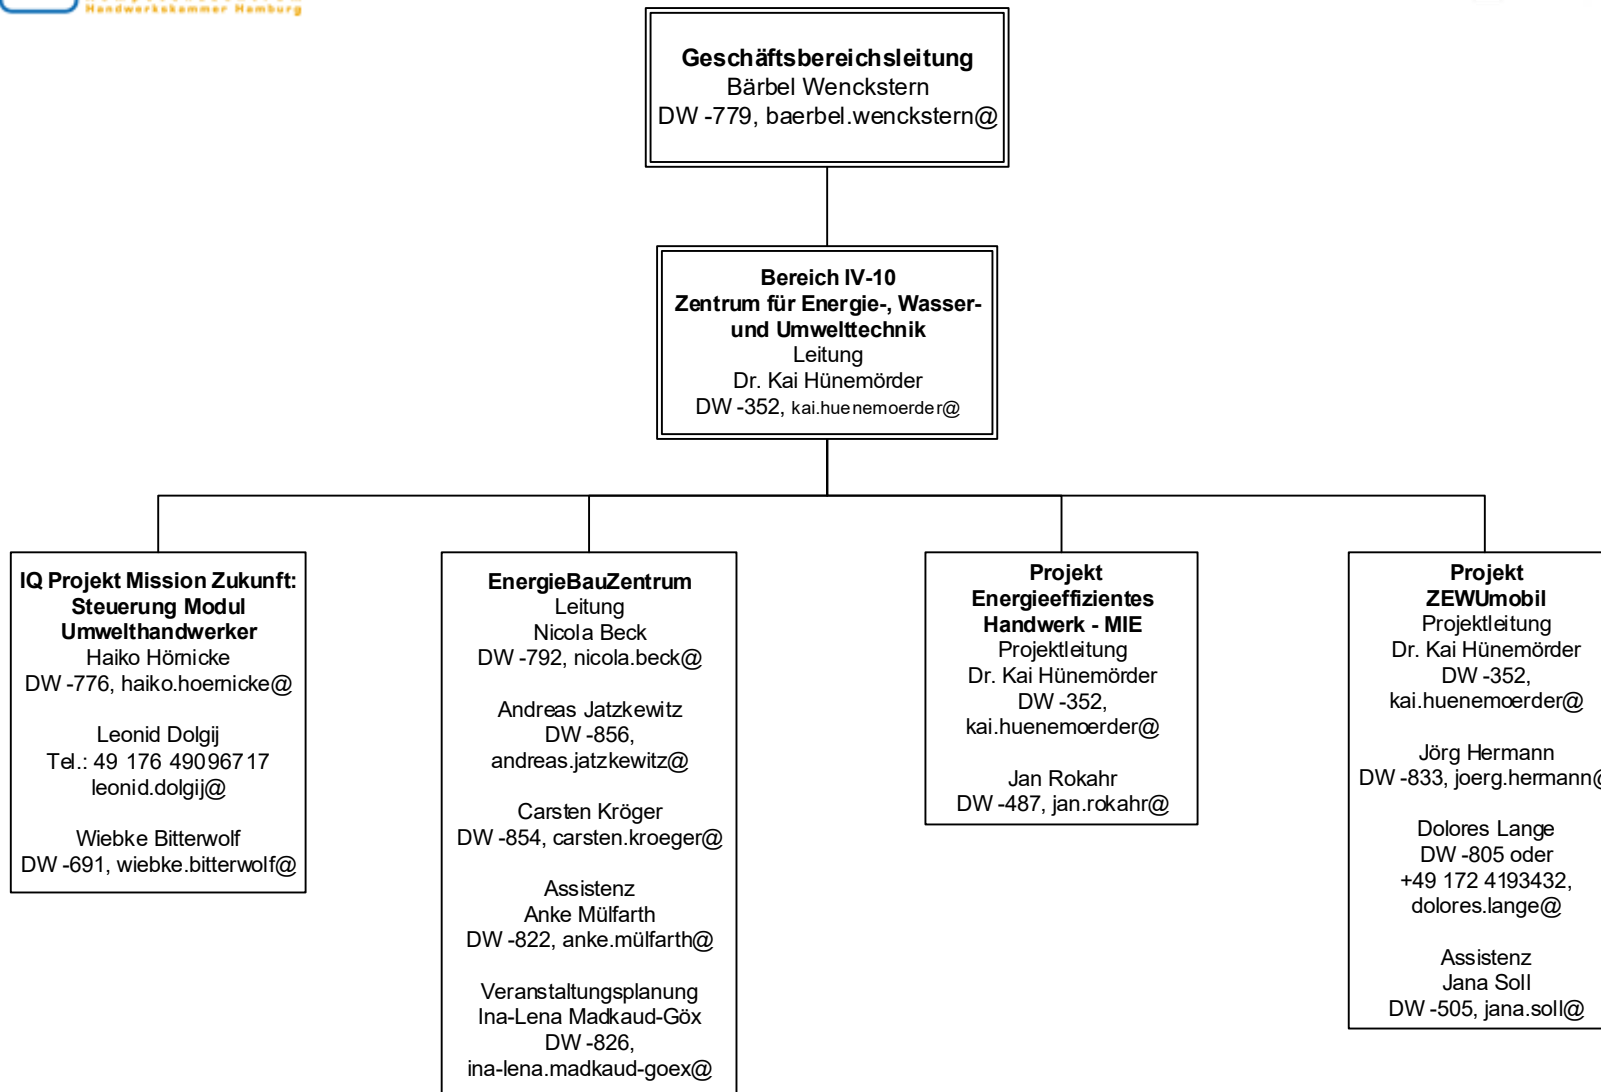 Handwerkskammer Hamburg
Geschäftsbereichsleitung
Bärbel Wenckstern
DW -779, baerbel.wenckstern@
Bereich IV-10
Zentrum für Energie-, Wasser-
und Umwelttechnik
Leitung
Dr. Kai Hünemörder
DW -352, kai.huenemoerder@
IQ Projekt Mission Zukunft:
Steuerung Modul
Umwelthandwerker
Haiko Hörnicke
DW -776, haiko.hoernicke@
Leonid Dolgij
Tel.: 49 176 49096717
leonid.dolgij@
Wiebke Bitterwolf
DW -691, wiebke.bitterwolf@
EnergieBauZentrum
Leitung
Nicola Beck
DW -792, nicola.beck@
Andreas Jatzkewitz
DW -856,
andreas.jatzkewitz@
Carsten Kröger
DW -854, carsten.kroeger@
Assistenz
Anke Mülfarth
DW -822, anke.mülfarth@
Veranstaltungsplanung
Ina-Lena Madkaud-Göx
DW -826,
ina-lena.madkaud-goex@
Projekt
Energieeffizientes
Handwerk - MIE
Projektleitung
Dr. Kai Hünemörder
DW -352,
kai.huenemoerder@
Jan Rokahr
DW -487, jan.rokahr@
Projekt
ZEWUmobil
Projektleitung
Dr. Kai Hünemörder
DW -352,
kai.huenemoerder@
Jörg Hermann
DW -833, joerg.hermann@
Dolores Lange
DW -805 oder
+49 172 4193432,
dolores.lange@
Assistenz
Jana Soll
DW -505, jana.soll@